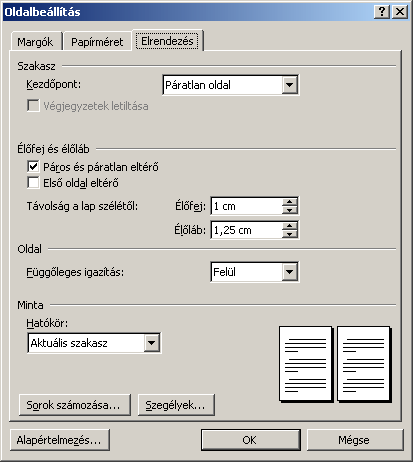 Oldalbeállítás
Margók Papírméret Elrendezés
Szakasz
Kezdőpont: Páratlan oldal
Végjegyzetek letiltása
Élőfej és élőláb
Páros és páratlan eltérő
Első oldal eltérő
Távolság a lap szélétől: Élőfej: 1 cm
Élőláb: 1,25 cm
Oldal
Függőleges igazítás: Felül
Minta
Hatókör:
Aktuális szakasz
Sorok számozása... Szegélyek...
Alapértelmezés... OK Mégse